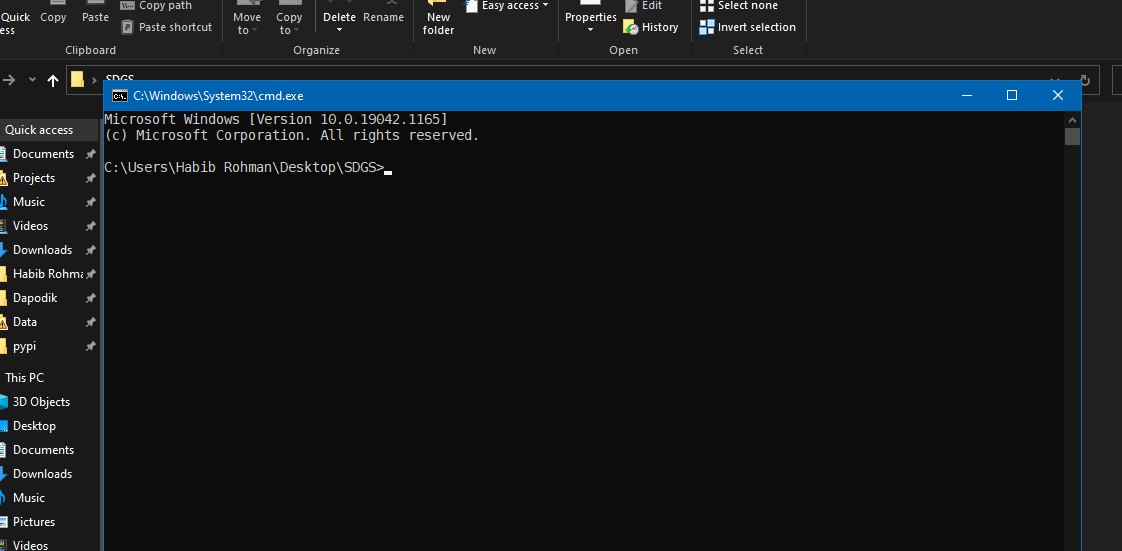 Quick
ess
Copy
Paste
Copy path
Paste shortcut
Clipboard
Move
to
Copy
to
Delete
Rename
Organize
New
folder
Easy access
New
Properties
Edit
History
Open
Select none
Invert selection
Select
SDGS
C:\Windows\System32\cmd.exe
Microsoft Windows [Version 10.0.19042.1165]
(c) Microsoft Corporation. All rights reserved.
C:\Users\Habib Rohman\Desktop\SDGS>
Quick access
Documents
Projects
Music
Videos
Downloads
Habib Rohma
Dapodik
Data
pypi
This PC
3D Objects
Desktop
Documents
Downloads
Music
Pictures
Videos